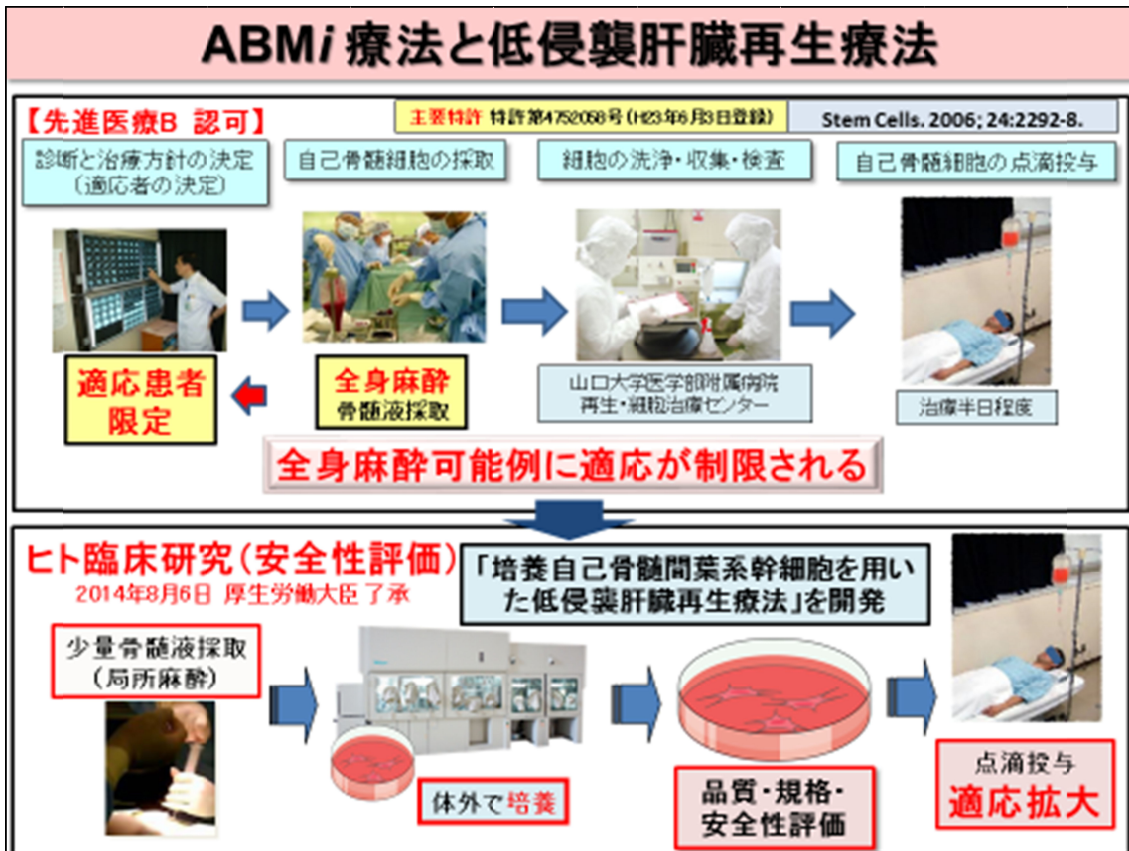 ABMi 療法と低侵襲肝臓再生療法
【先進医療B 認可】
主要特許 特許第4752058号(H23年6月3日登録)
Stem Cells. 2006; 24:2292-8.
診断と治療方針の決定
(適応者の決定)
自己骨髄細胞の採取
細胞の洗浄・収集・検査
自己骨髄細胞の点滴投与
適応患者
限定
全身麻酔
骨髄液採取
山口大学医学部附属病院
再生・細胞治療センター
治療半日程度
全身麻酔可能例に適応が制限される
ヒト臨床研究(安全性評価)
2014年8月6日 厚生労働大臣了承
「培養自己骨髄間葉系幹細胞を用い
た低侵襲肝臓再生療法」を開発
少量骨髄液採取
(局所麻酔)
体外で培養
品質・規格・
安全性評価
点滴投与
適応拡大